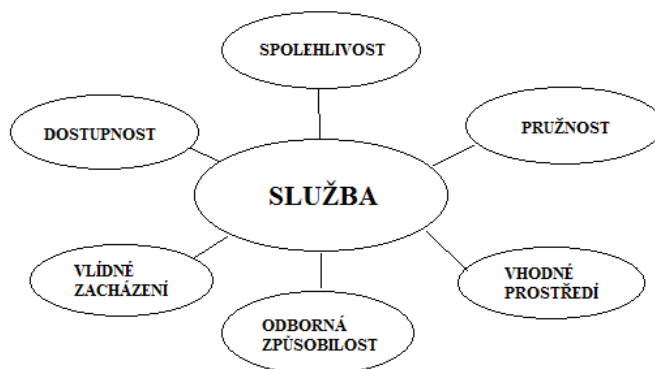 SPOLEHLIVOST
DOSTUPNOST
PRUŽNOST
SLUŽBA
VLÍDNÉ
ZACHÁZENÍ
VHODNÉ
PROSTŘEDÍ
ODBORNÁ
ZPŮSOBILOST